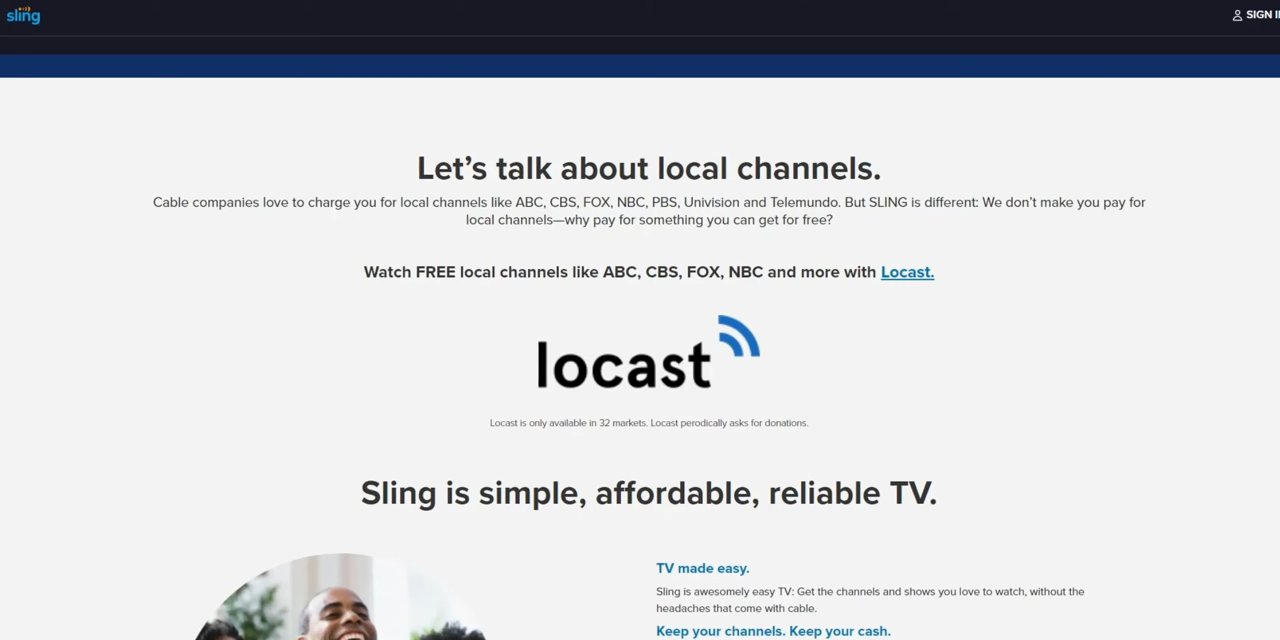 sling
SIGN I
Let’s talk about local channels.
Cable companies love to charge you for local channels like ABC, CBS, FOX, NBC, PBS, Univision and Telemundo. But SLING is different: We don’t make you pay for
local channels—why pay for something you can get for free?
Watch FREE local channels like ABC, CBS, FOX, NBC and more with Locast.
locast
Locast is only available in 32 markets. Locast perodically asks for donations.
Sling is simple, affordable, reliable TV.
TV made easy.
Sling is awesomely easy TV: Get the channels and shows you love to watch, without the
headaches that come with cable.
Keep your channels. Keep your cash.